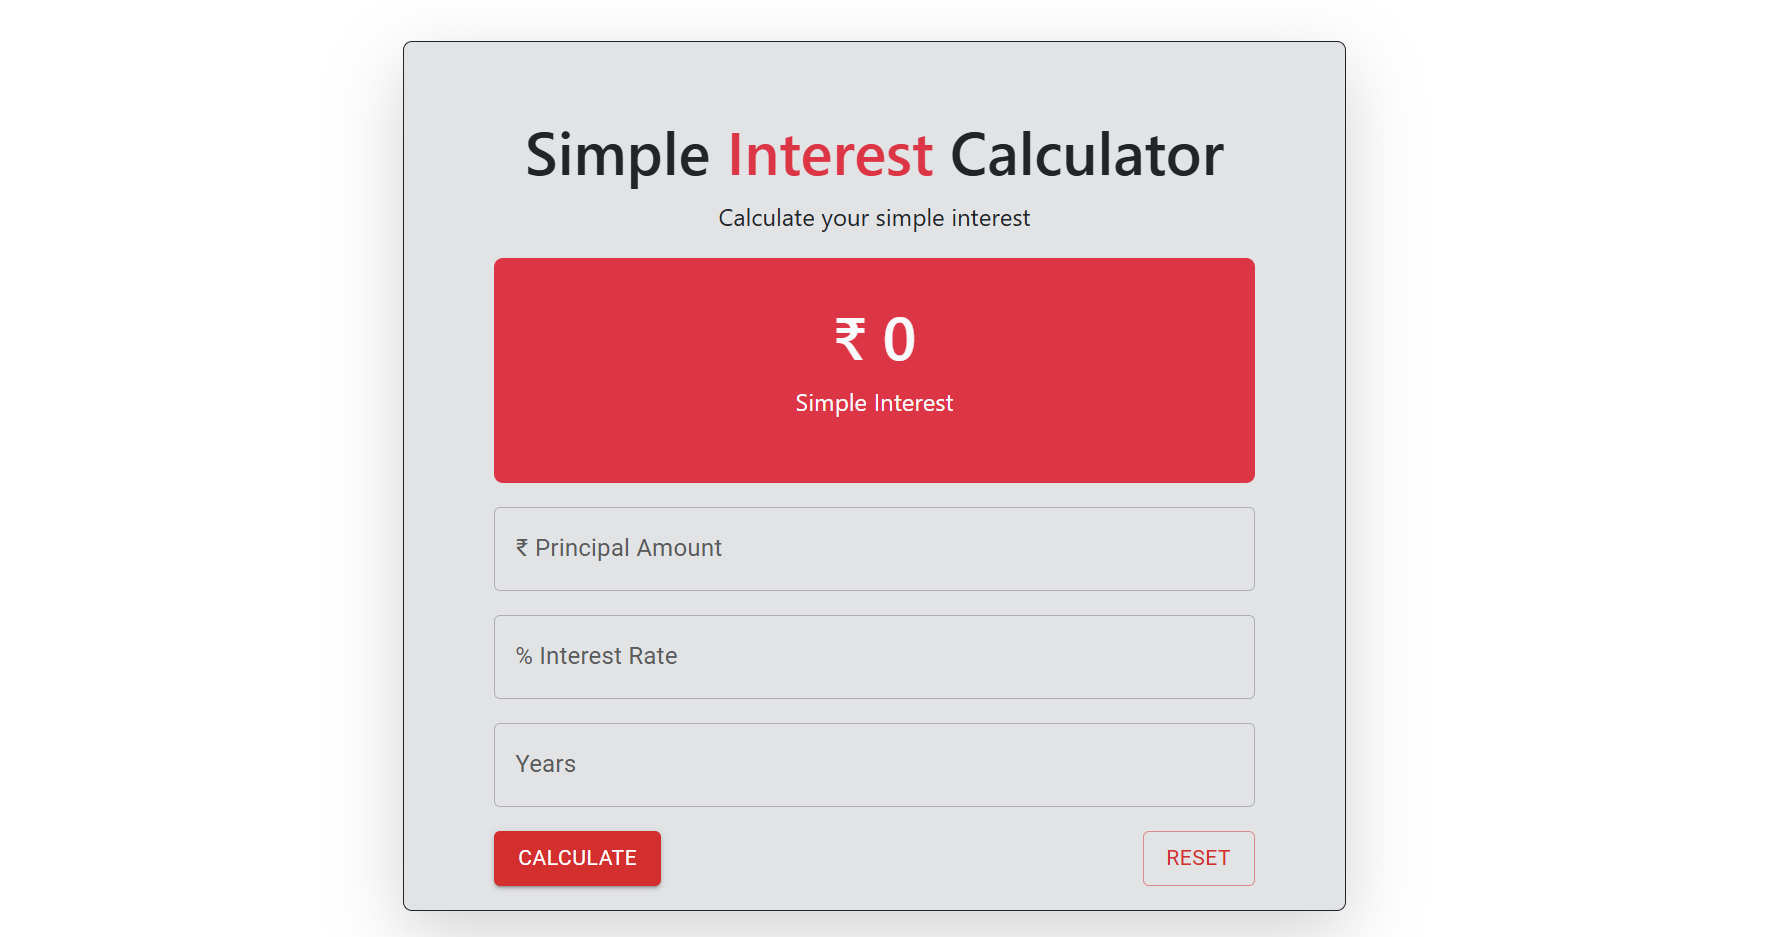 Simple Interest Calculator
Calculate your simple interest
₹ 0
Simple Interest
₹ Principal Amount
% Interest Rate
Years
CALCULATE
RESET